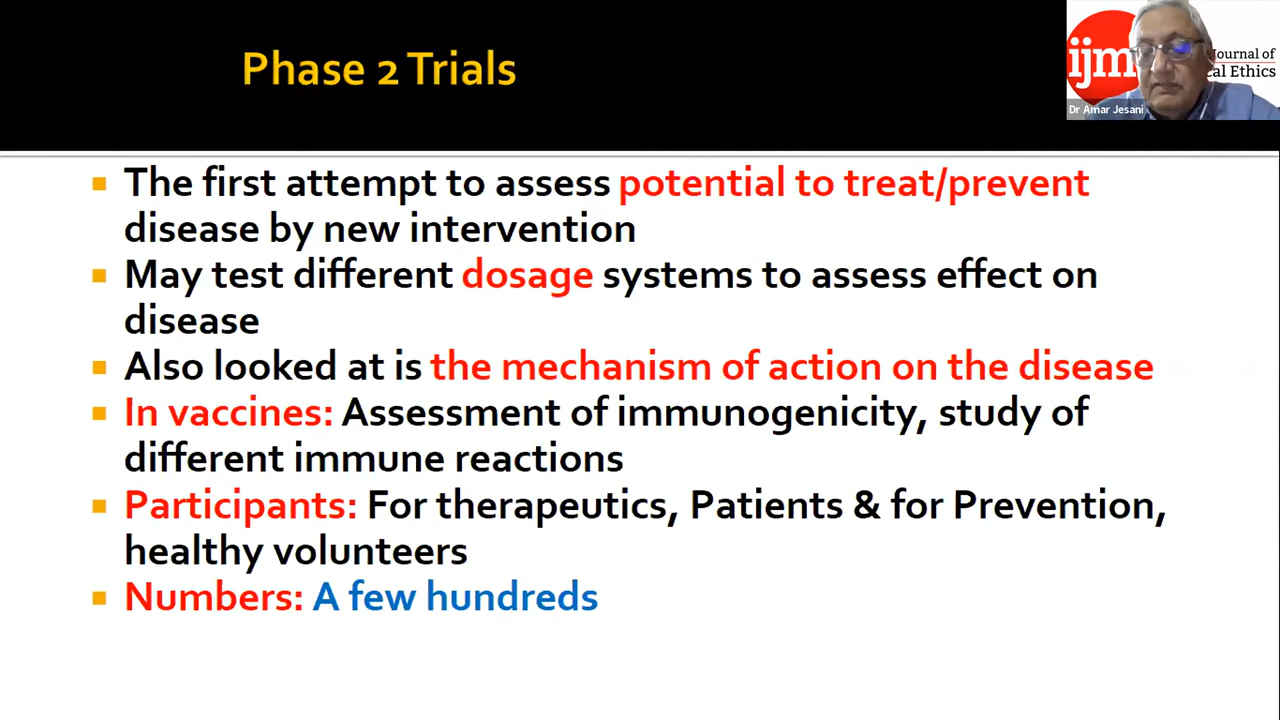 Phase 2 Trials
ijm
Journal of
cal Ethics
Dr Amar Jesani
The first attempt to assess potential to treat/prevent
disease by new intervention
May test different dosage systems to assess effect on
disease
Also looked at is the mechanism of action on the disease
In vaccines: Assessment of immunogenicity, study of
different immune reactions
Participants: For therapeutics, Patients & for Prevention,
healthy volunteers
Numbers: A few hundreds